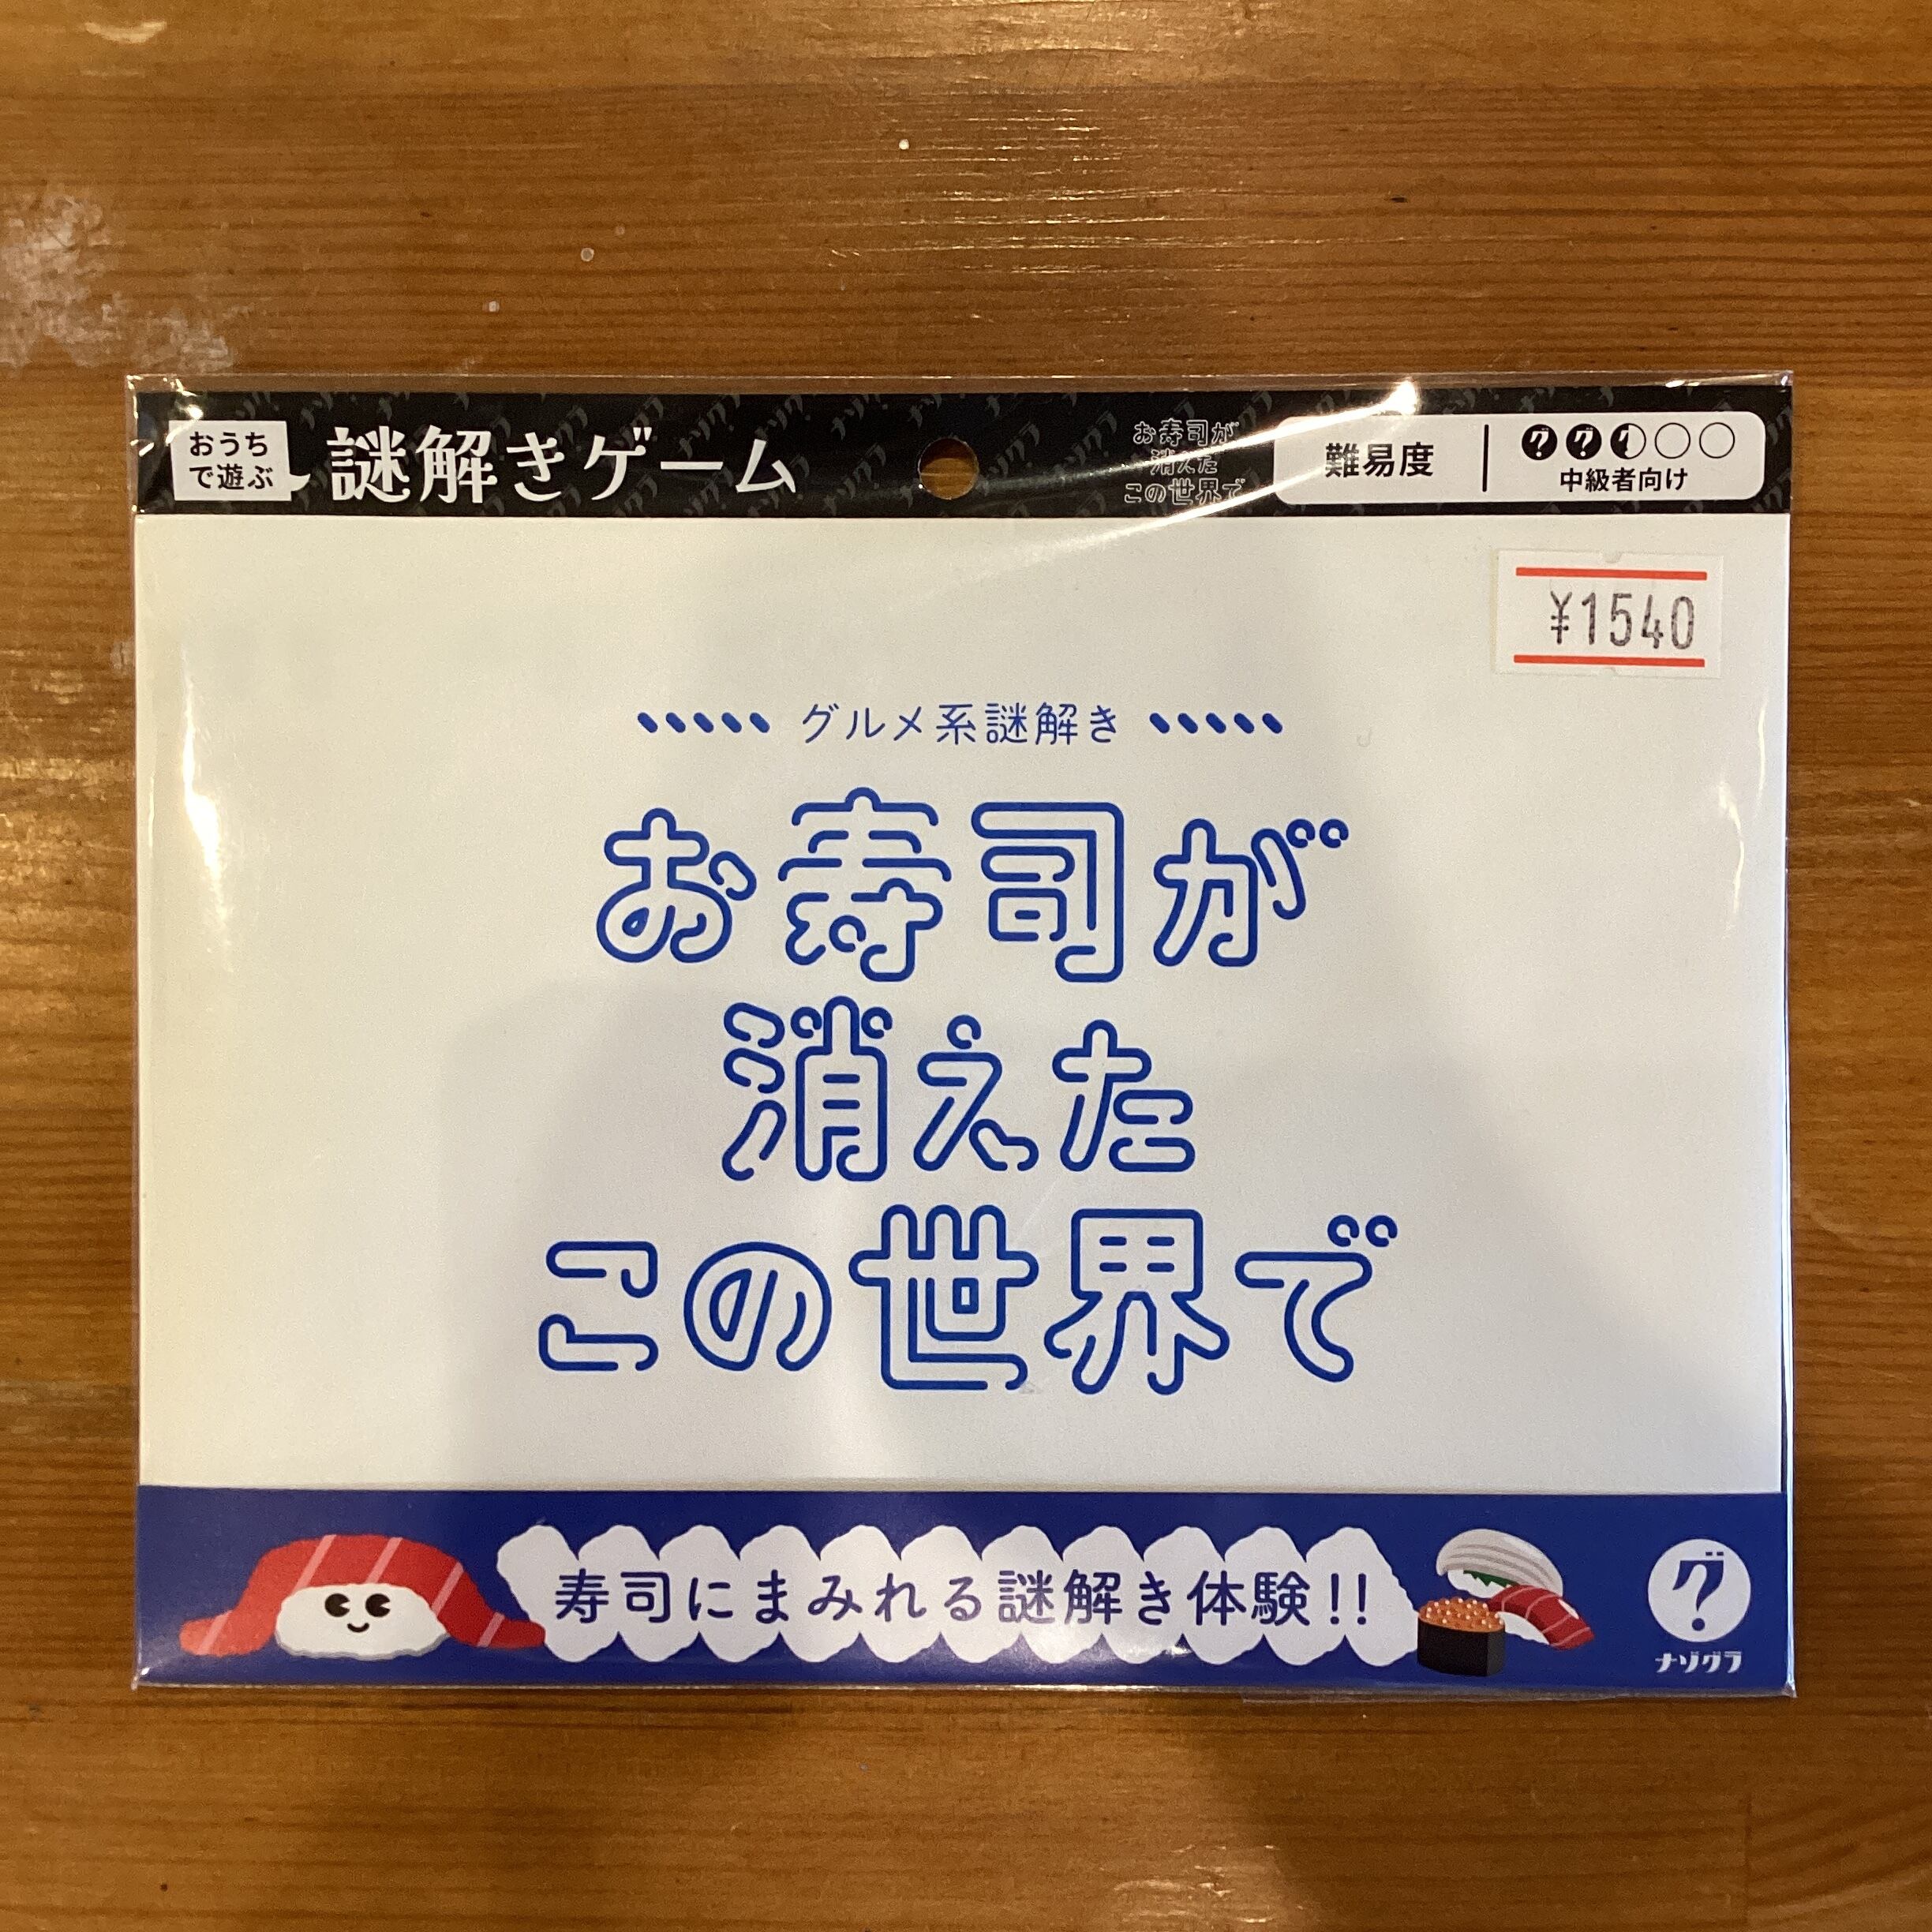 おうち
で遊ぶ
謎解きゲーム
お寿司が
消えた
この世界で
難易度
中級者向け
¥1540
グルメ系謎解き
お寿司が
消えた
この世界で
寿司にまみれる謎解き体験!!
グ
ナゾグラ